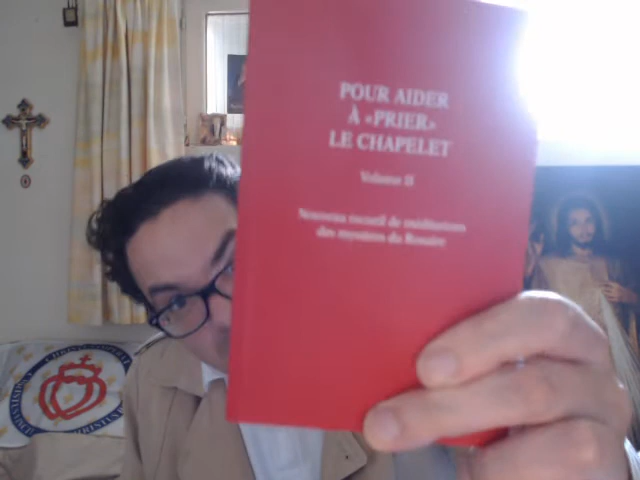 POUR AIDER
À «PRIER»
LE CHAPELET
Volume II
Nouveau recueil de méditations
des mystères du Rosaire